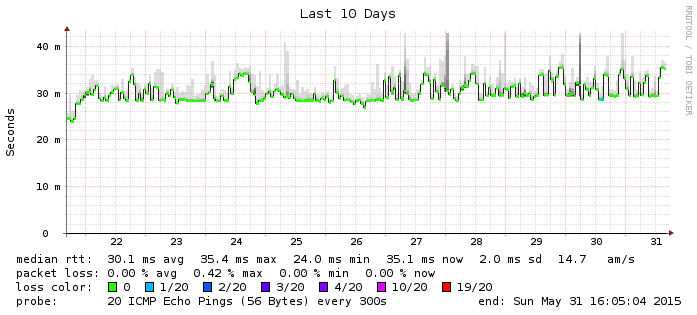 Last 10 Days
RRDTOOL / TOBI OETIKER
Seconds
40 m
30 m
20 m
10 m
0
22 23 24 25 26 27 28 29 30 31
median rtt: 30.1 ms avg 35.4 ms max 24.0 ms min 35.1 ms now 2.0 ms sd 14.7 am/s
packet loss: 0.00 % avg 0.42 % max 0.00 % min 0.00 % now
loss color: 0 1/20 2/20 3/20 4/20 10/20 19/20
probe: 20 ICMP Echo Pings (56 Bytes) every 300s end: Sun May 31 16:05:04 2015